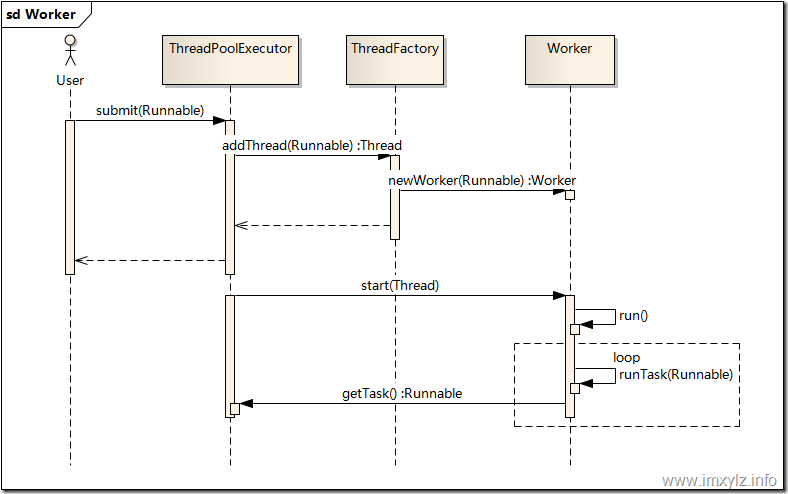 sd Worker
User
ThreadPoolExecutor
ThreadFactory
Worker
submit(Runnable)
addThread(Runnable) :Thread
newWorker(Runnable) :Worker
start(Thread)
run()
loop
runTask(Runnable)
getTask() :Runnable
www.imxylz.info